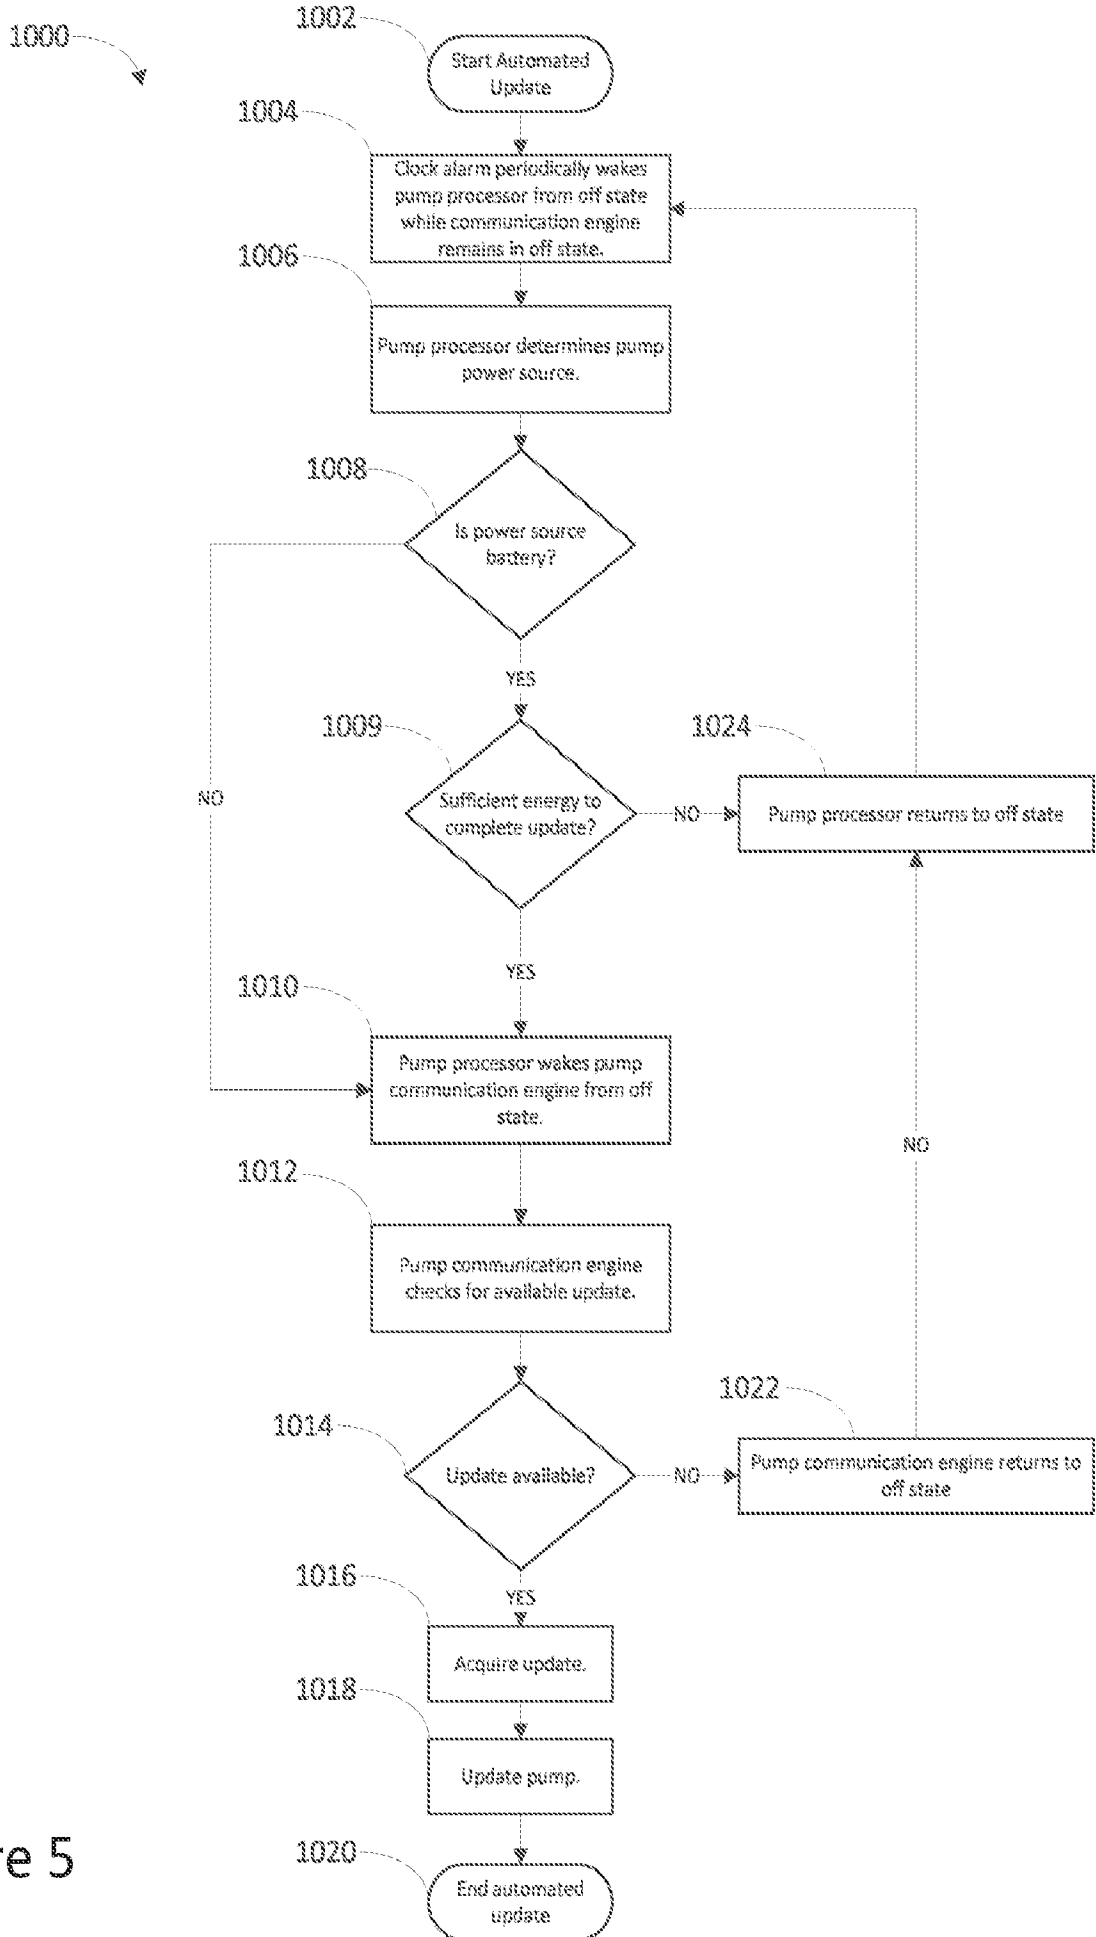 1000
1002
Start Automated
Update
1004
Clock alarm periodically wakes
pump processor from off state
while communication engine
remains in off state.
1006
Pump processor determines pump
power source.
1008
Is power source
battery?
YES
NO
1009
Sufficient energy to
complete update?
NO
1024
Pump processor returns to off state
YES
1010
Pump processor wakes pump
communication engine from off
state.
NO
1012
Pump communication engine
checks for available update.
1014
Update available?
NO
1022
Pump communication engine returns to
off state
YES
1016
Acquire update.
1018
Update pump.
1020
End automated
update
re 5